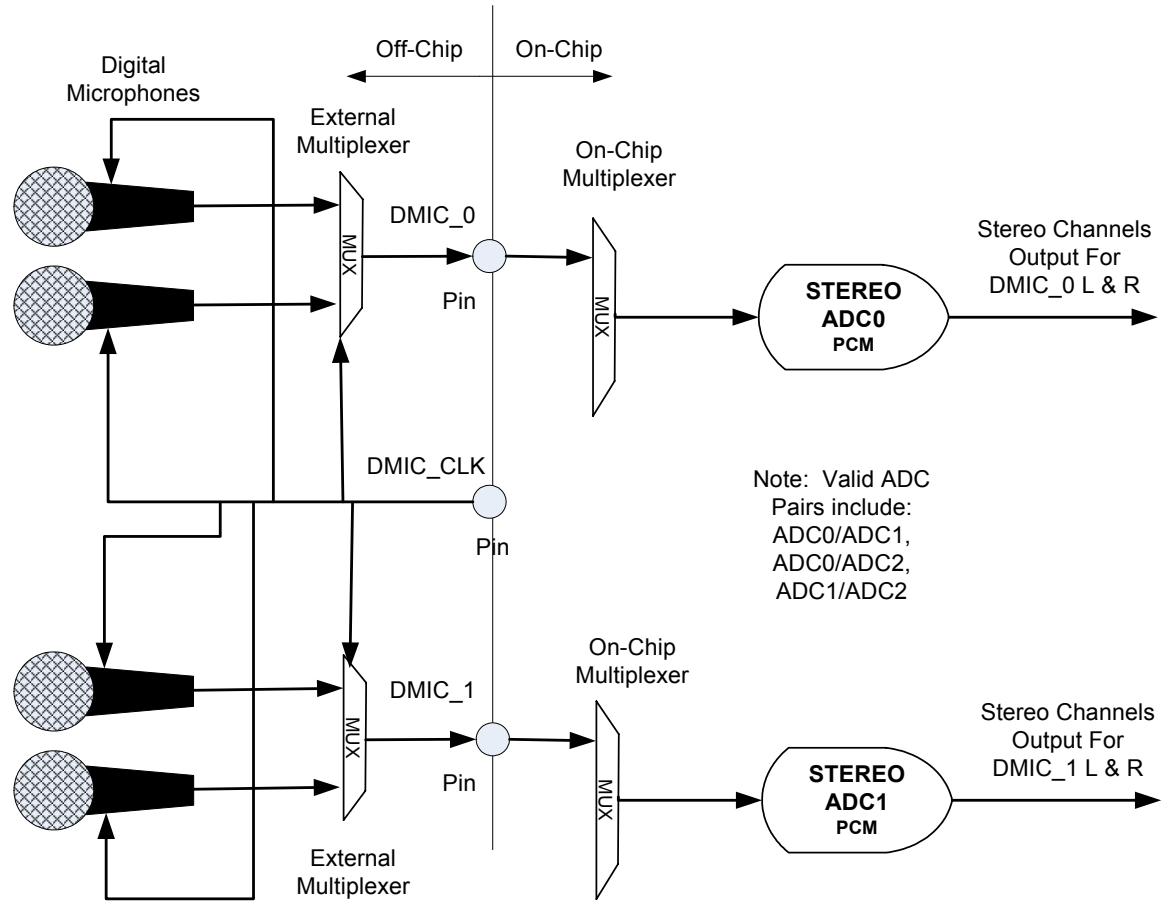 Off-Chip
On-Chip
Digital
Microphones
External
Multiplexer
On-Chip
Multiplexer
DMIC_0
MUX
Pin
MUX
STEREO
ADC0
PCM
Stereo Channels
Output For
DMIC_0 L & R
DMIC_CLK
Pin
Note: Valid ADC
Pairs include:
ADC0/ADC1,
ADC0/ADC2,
ADC1/ADC2
On-Chip
Multiplexer
DMIC_1
MUX
Pin
MUX
STEREO
ADC1
PCM
Stereo Channels
Output For
DMIC_1 L & R
External
Multiplexer